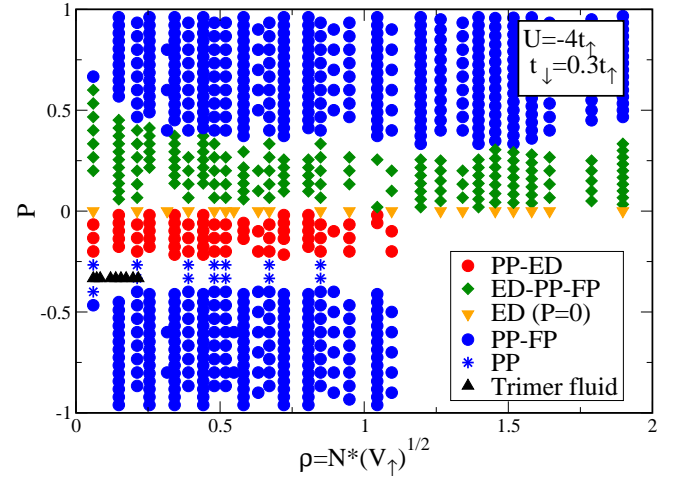 1
0.5
0
-0.5
-1
P
0
0.5
1
1.5
2
ρ=N*(V↑)^1/2
U=-4t↑
t↓=0.3t↑
PP-ED
ED-PP-FP
ED (P=0)
PP-FP
PP
Trimer fluid